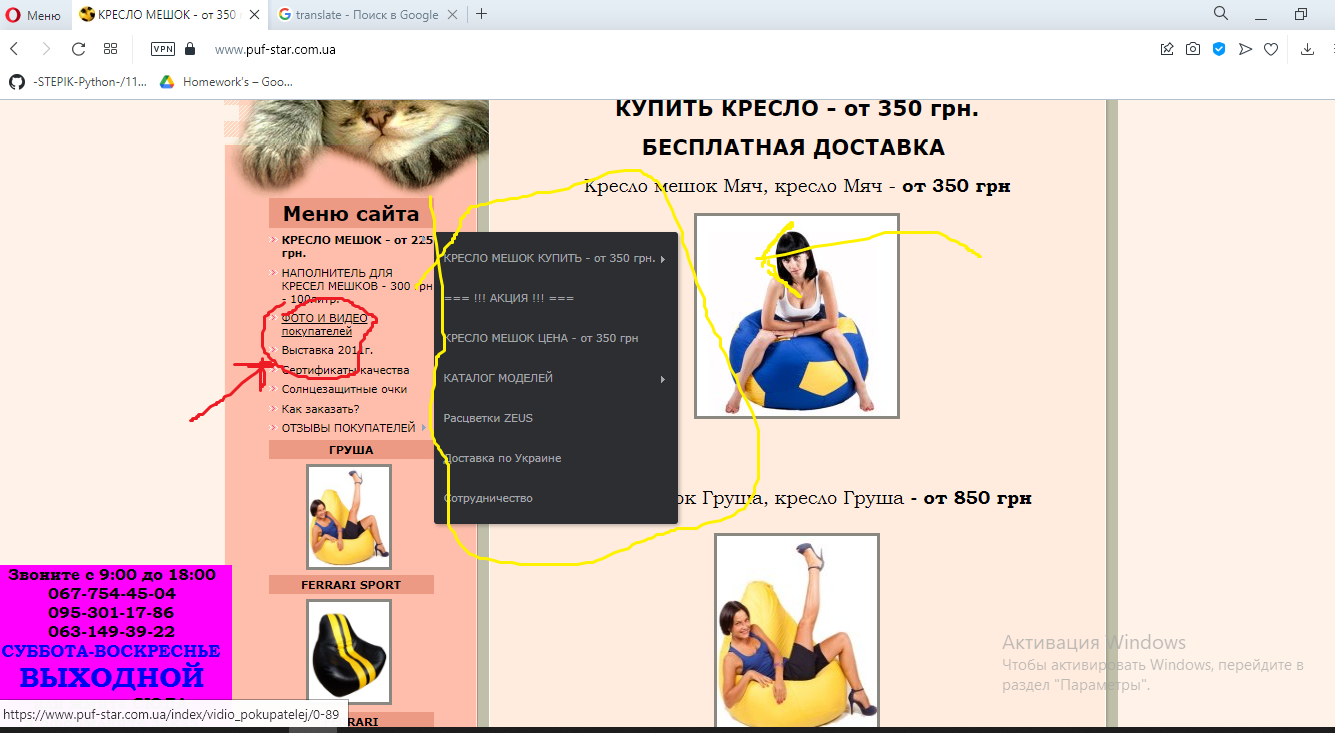 Меню
КРЕСЛО МЕШОК - от 350
translate - Поиск в Google
VPN
www.puf-star.com.ua
-STEPIK-Python-/11...
Homework's – Goo...
КУПИТЬ КРЕСЛО – от 350 грн.
БЕСПЛАТНАЯ ДОСТАВКА
Кресло мешок Мяч, кресло Мяч - от 350 грн
Меню сайта
КРЕСЛО МЕШОК - от 225
грн.
НАПОЛНИТЕЛЬ ДЛЯ
КРЕСЕЛ МЕШКОВ - 300 грн
- 100литр.
ФОТО И ВИДЕО
покупателей
Выставка 2011г.
Сертификаты качества
Солнцезащитные очки
Как заказать?
ОТЗЫВЫ ПОКУПАТЕЛЕЙ
КРЕСЛО МЕШОК КУПИТЬ - от 350 грн.
=== !!! АКЦИЯ !!! ===
КРЕСЛО МЕШОК ЦЕНА - от 350 грн
КАТАЛОГ МОДЕЛЕЙ
Расцветки ZEUS
Доставка по Украине
Сотрудничество
ок Груша, кресло Груша - от 850 грн
ГРУША
FERRARI SPORT
RARI
Звоните с 9:00 до 18:00
067-754-45-04
095-301-17-86
063-149-39-22
СУББОТА-ВОСКРЕСНЬЕ
ВЫХОДНОЙ
https://www.puf-star.com.ua/index/vidio_pokupatelej/0-89
Активация Windows
Чтобы активировать Windows, перейдите в
раздел "Параметры".